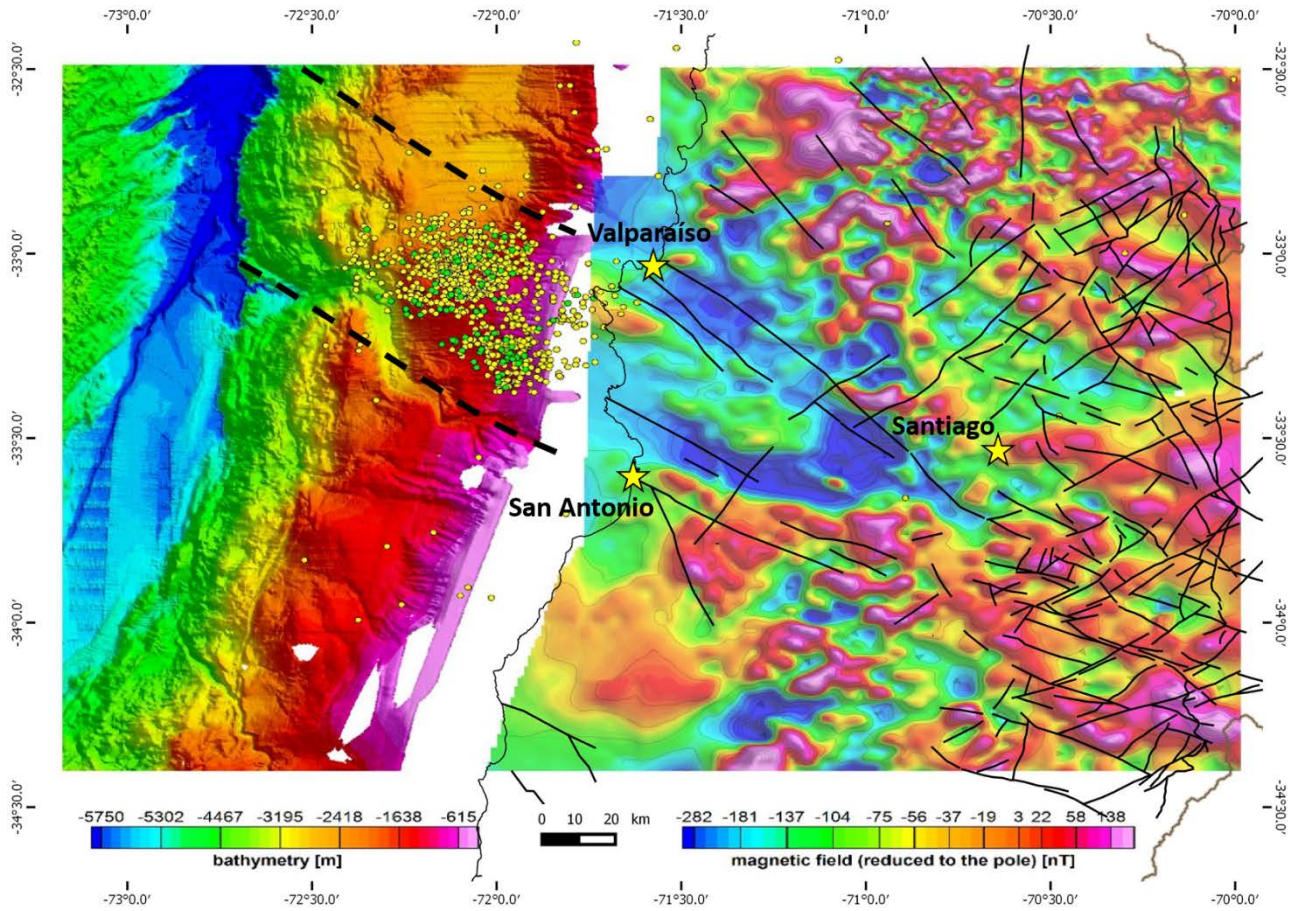 -73°0.0' -72°30.0' -72°0.0' -71°30.0' -71°0.0' -70°30.0' -70°0.0'
-32°30.0' -32°30.0'
Valparaíso
-33°0.0' -33°0.0'
Santiago
-33°30.0' -33°30.0'
San Antonio
-34°0.0' -34°0.0'
-34°30.0' -34°30.0'
-5750 -5302 -4467 -3195 -2418 -1638 -615
bathymetry [m]
0 10 20 km
-282 -181 -137 -104 -75 -56 -37 -19 3 22 58 138
magnetic field (reduced to the pole) [nT]
-73°0.0' -72°30.0' -72°0.0' -71°30.0' -71°0.0' -70°30.0' -70°0.0'